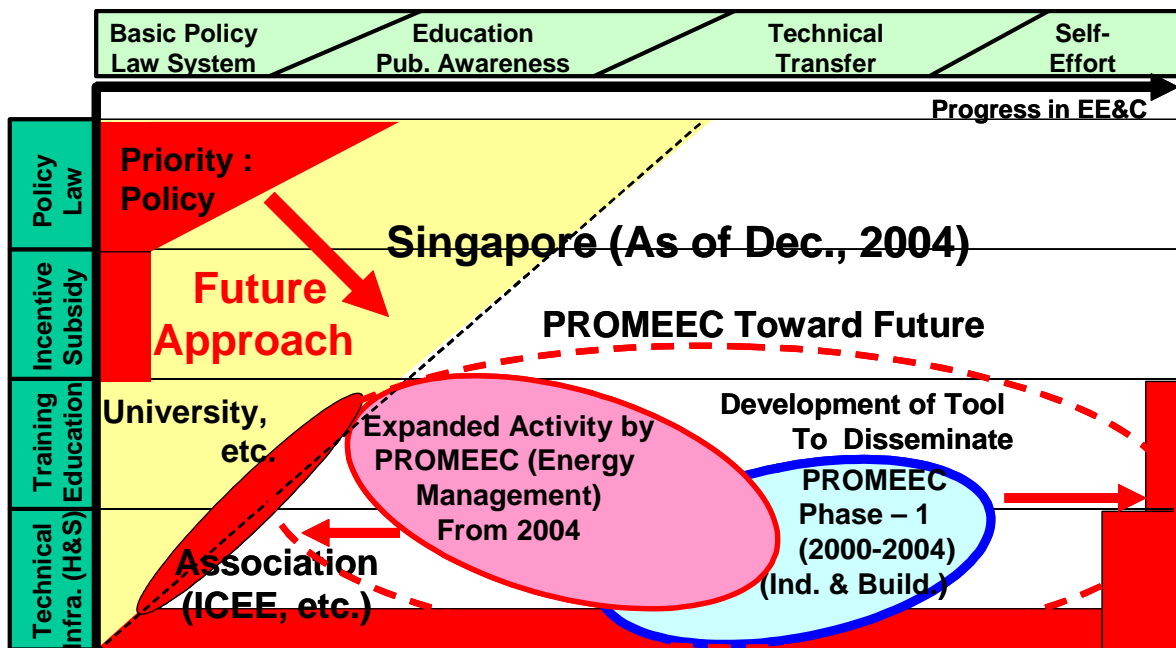 Basic Policy
Law System
Education
Pub. Awareness
Technical
Transfer
Self-
Effort
Progress in EE&C
Policy
Law
Incentive
Subsidy
Training
Education
Technical
Infra. (H&S)
Priority :
Policy
Singapore (As of Dec., 2004)
Future
Approach
PROMEEC Toward Future
University,
etc.
Expanded Activity by
PROMEEC (Energy
Management)
From 2004
Development of Tool
To Disseminate
PROMEEC
Phase – 1
(2000-2004)
(Ind. & Build.)
Association
(ICEE, etc.)